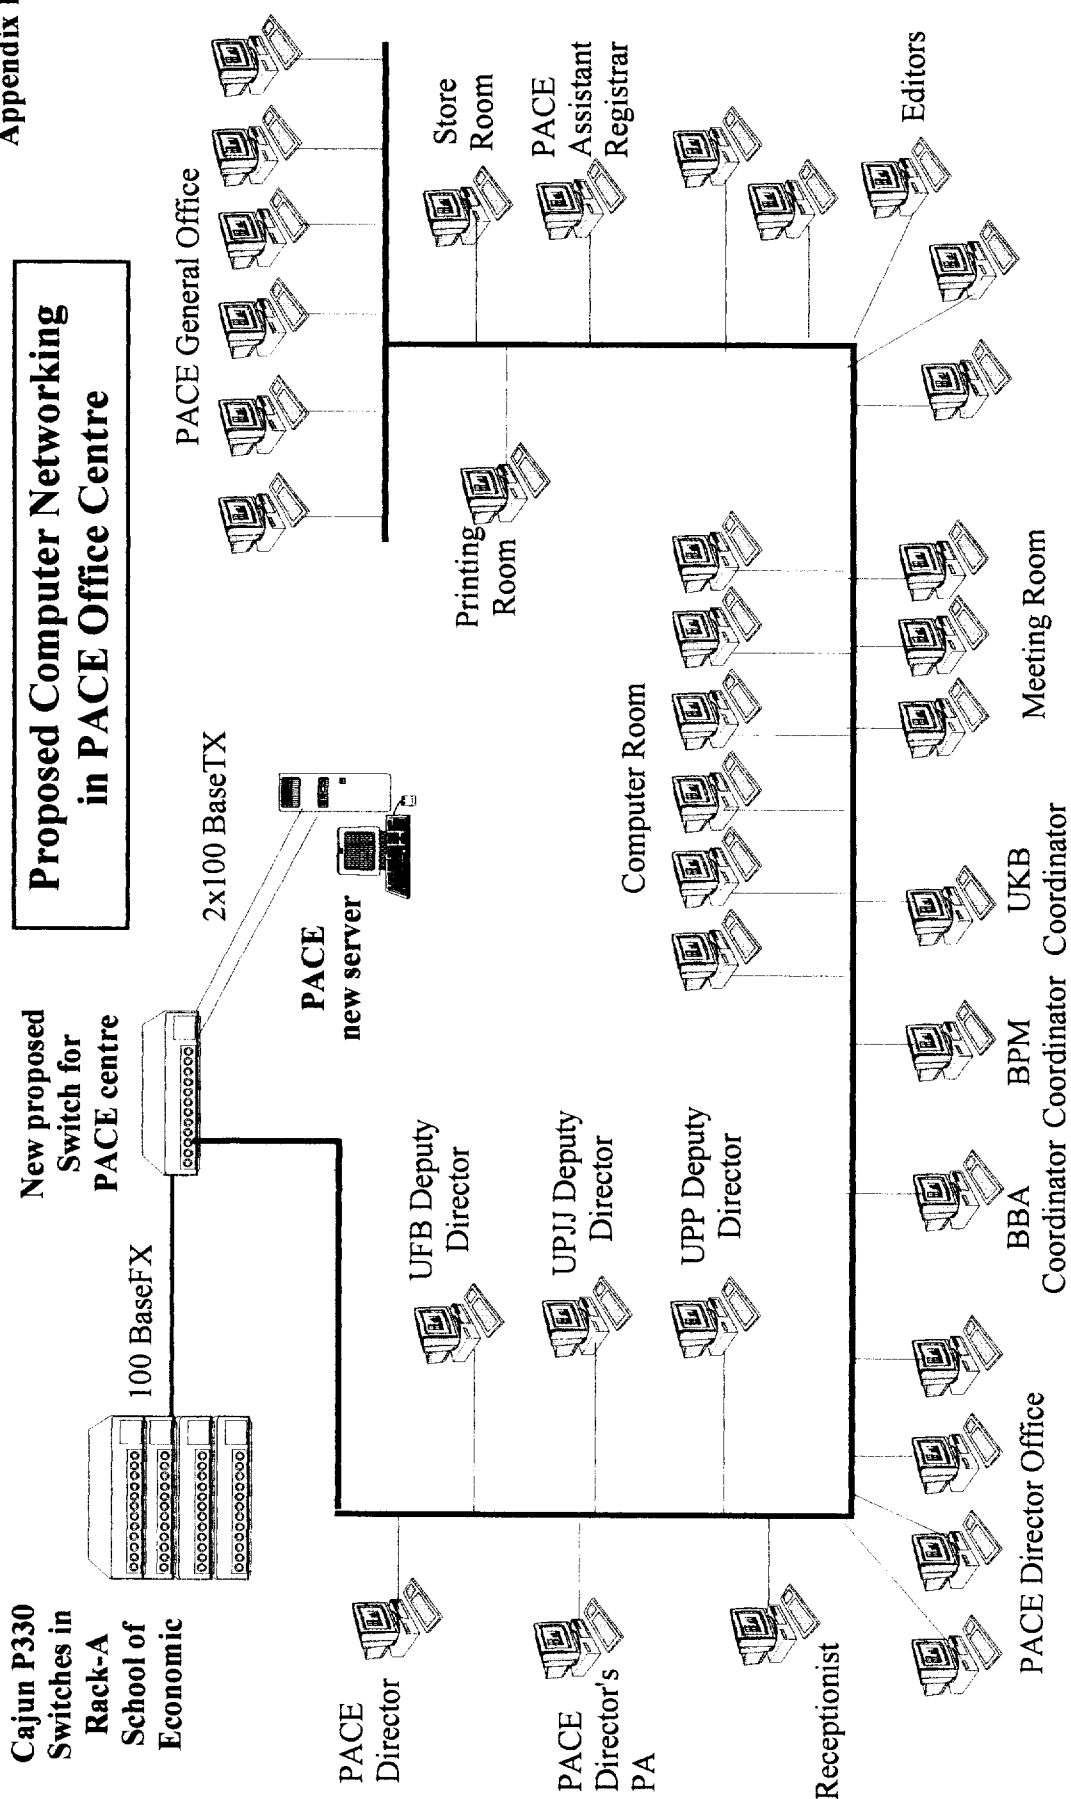 Appendix
Proposed Computer Networking
in PACE Office Centre
Cajun P330
Switches in
Rack-A
School of
Economic
100 BaseFX
New proposed
Switch for
PACE centre
2x100 BaseTX
PACE
new server
PACE General Office
PACE
Director
PACE
Director's
PA
Receptionist
UFB Deputy
Director
UPJJ Deputy
Director
UPP Deputy
Director
Printing
Room
Store
Room
PACE
Assistant
Registrar
Computer Room
Editors
PACE Director Office
BBA
Coordinator
BPM
Coordinator
UKB
Coordinator
Meeting Room